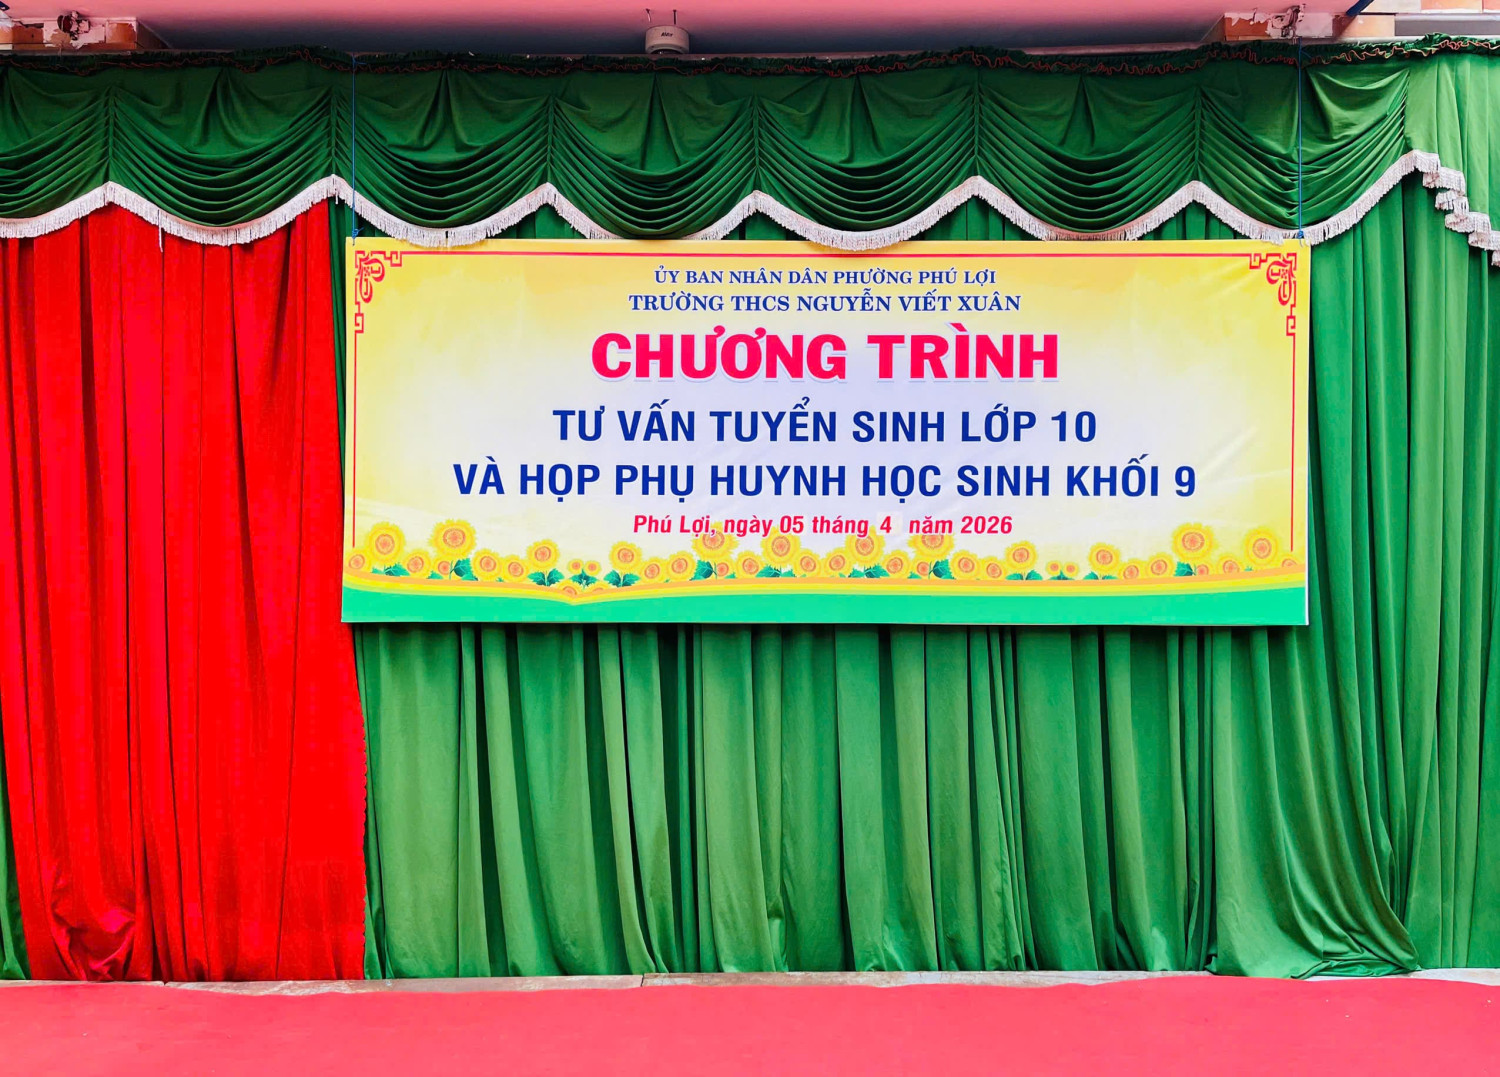 ỦY BAN NHÂN DÂN PHƯỜNG PHÚ LỢI
TRƯỜNG THCS NGUYỄN VIẾT XUÂN
CHƯƠNG TRÌNH
TƯ VẤN TUYỂN SINH LỚP 10
VÀ HỌP PHỤ HUYNH HỌC SINH KHỐI 9
Phú Lợi, ngày 05 tháng 4 năm 2026